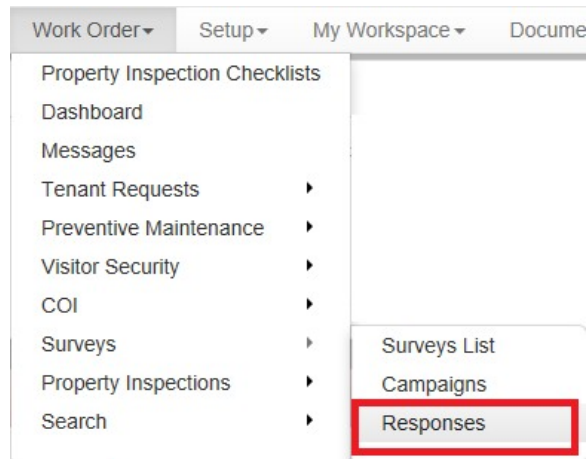 Work Order Setup My Workspace Docume
Property Inspection Checklists
Dashboard
Messages
Tenant Requests
Preventive Maintenance
Visitor Security
COI
Surveys
Property Inspections
Search
Surveys List
Campaigns
Responses